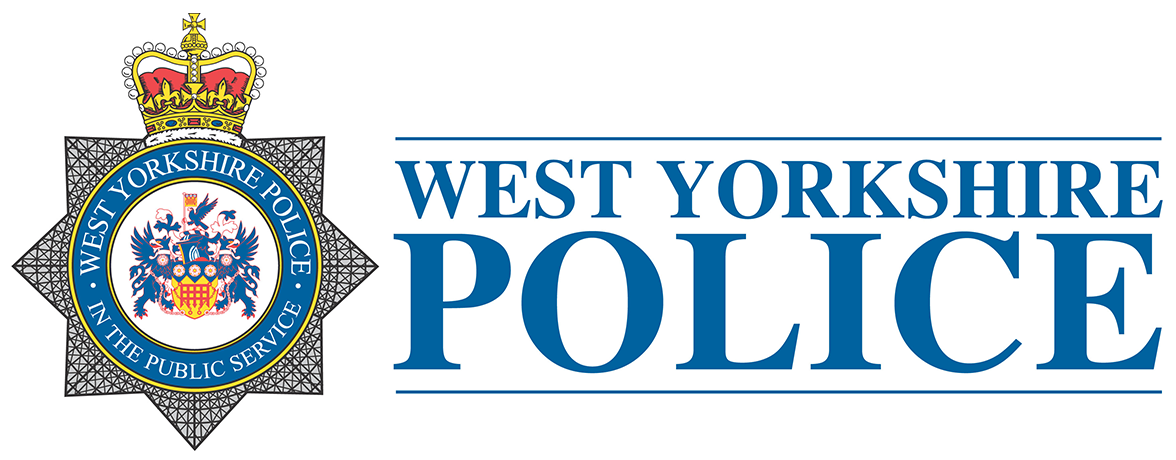 WEST YORKSHIRE POLICE
IN THE PUBLIC SERVICE
WEST YORKSHIRE
POLICE